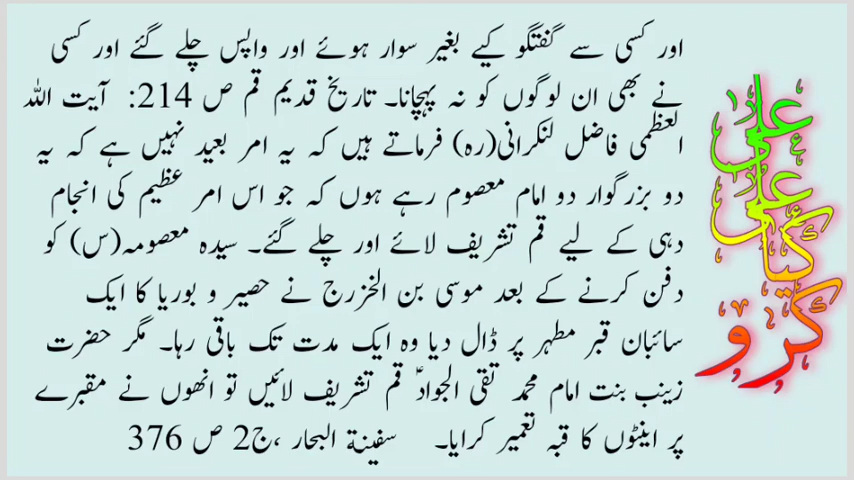 اور کسی سے گفتگو کیے بغیر سوار ہوئے اور واپس چلے گئے اور کسی
نے بھی ان لوگوں کو نہ پہچانا۔ تاریخ قدیم قم ص 214: آیت اللہ
العظمی فاضل لنکرانی(رہ) فرماتے ہیں کہ یہ امر بعید نہیں ہے کہ یہ
دو بزرگوار دو امام معصوم رہے ہوں کہ جو اس امر عظیم کی انجام
دہی کے لیے قم تشریف لائے اور چلے گئے۔ سیدہ معصومہ(س) کو
دفن کرنے کے بعد موسی بن الخزرج نے حصیر و بوریا کا ایک
سائبان قبر مطہر پر ڈال دیا وہ ایک مدت تک باقی رہا۔ مگر حضرت
زینب بنت امام محمد تقی الجوادؑ قم تشریف لائیں تو انھوں نے مقبرے
پر اینٹوں کا قبہ تعمیر کرایا۔ سفینة البحار ،ج2 ص 376
علی
علی
کیا
کرو